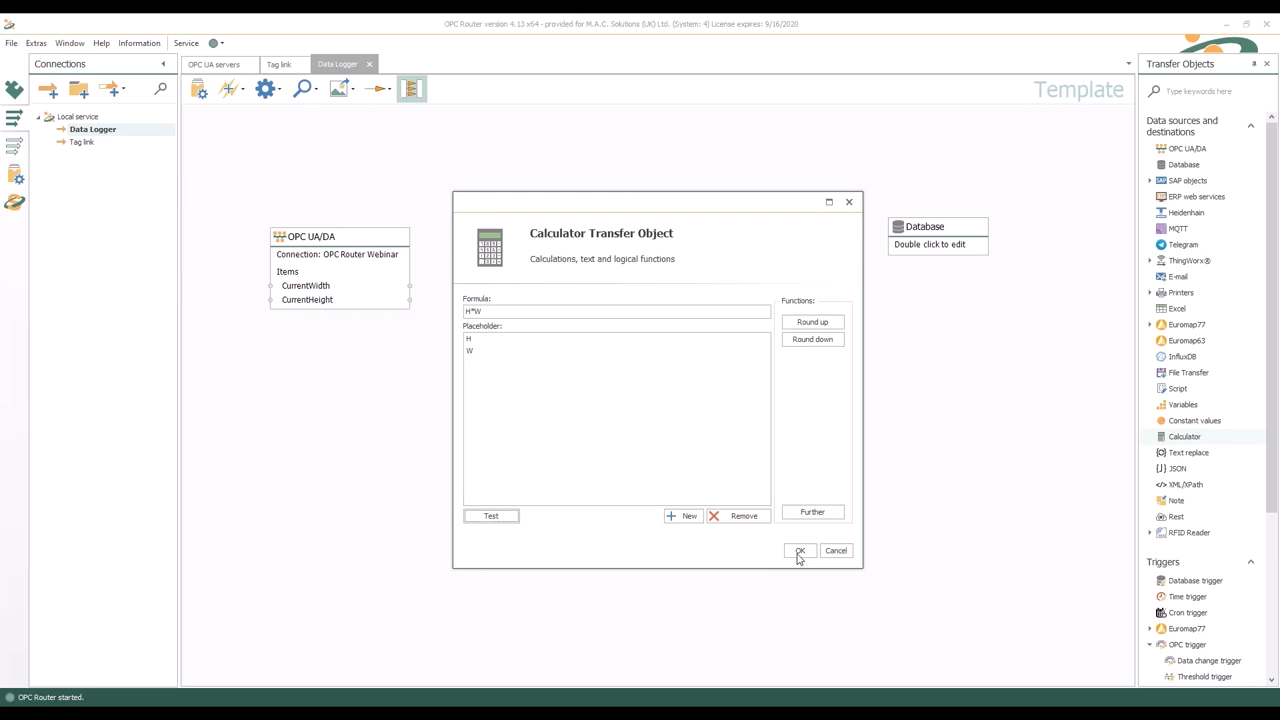 OPC Router version 4.13 x64 - provided for M.A.C. Solutions (UK) Ltd. (System: 4) License expires: 9/16/2020
File Extras Window Help Information Service
Connections
OPC UA servers Tag link Data Logger
Transfer Objects
Template
Type keywords here
Local service
Data Logger
Tag link
Data sources and
destinations
OPC UA/DA
Database
SAP objects
ERP web services
Heidenhain
MQTT
Telegram
ThingWorx®
E-mail
Printers
Excel
Euromap77
Euromap63
InfluxDB
File Transfer
Script
Variables
Constant values
Calculator
Text replace
JSON
XML/XPath
Note
Rest
RFID Reader
Triggers
Database trigger
Time trigger
Cron trigger
Euromap77
OPC trigger
Data change trigger
Threshold trigger
OPC UA/DA
Connection: OPC Router Webinar
Items
CurrentWidth
CurrentHeight
Calculator Transfer Object
Calculations, text and logical functions
Formula:
H*W
Placeholder:
H
W
Functions:
Round up
Round down
Further
Test
New
Remove
OK
Cancel
Database
Double click to edit
OPC Router started.